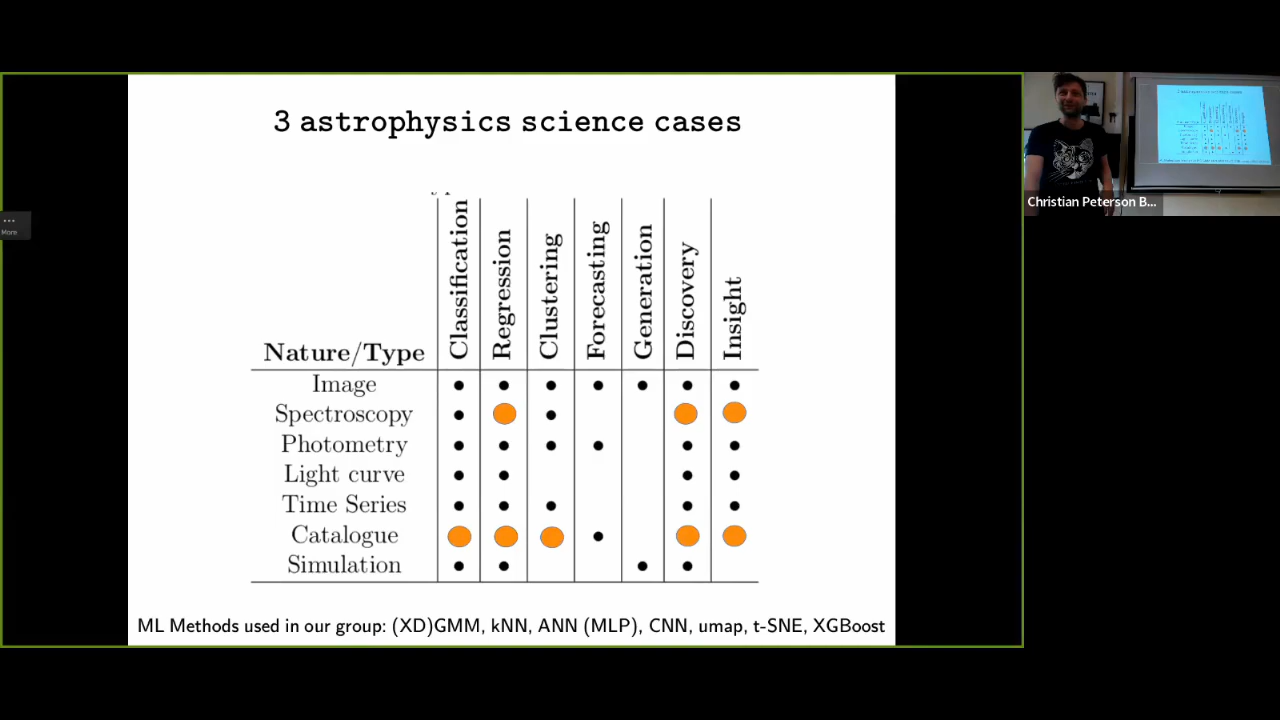 3 astrophysics science cases
Classification
Regression
Clustering
Forecasting
Generation
Discovery
Insight
Nature/Type
Image
Spectroscopy
Photometry
Light curve
Time Series
Catalogue
Simulation
ML Methods used in our group: (XD)GMM, kNN, ANN (MLP), CNN, umap, t-SNE, XGBoost
More
Christian Peterson B...